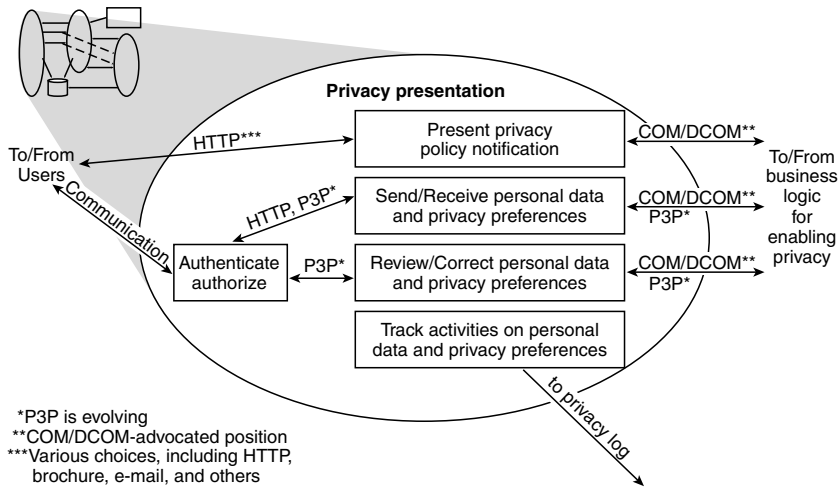 Privacy presentation
HTTP***
Present privacy
policy notification
COM/DCOM**
To/From
Users
Communication
HTTP, P3P*
Send/Receive personal data
and privacy preferences
COM/DCOM**
P3P*
To/From
business
logic
for
enabling
privacy
Authenticate
authorize
P3P*
Review/Correct personal data
and privacy preferences
COM/DCOM**
P3P*
Track activities on personal
data and privacy preferences
to privacy log
*P3P is evolving
**COM/DCOM-advocated position
***Various choices, including HTTP,
brochure, e-mail, and others